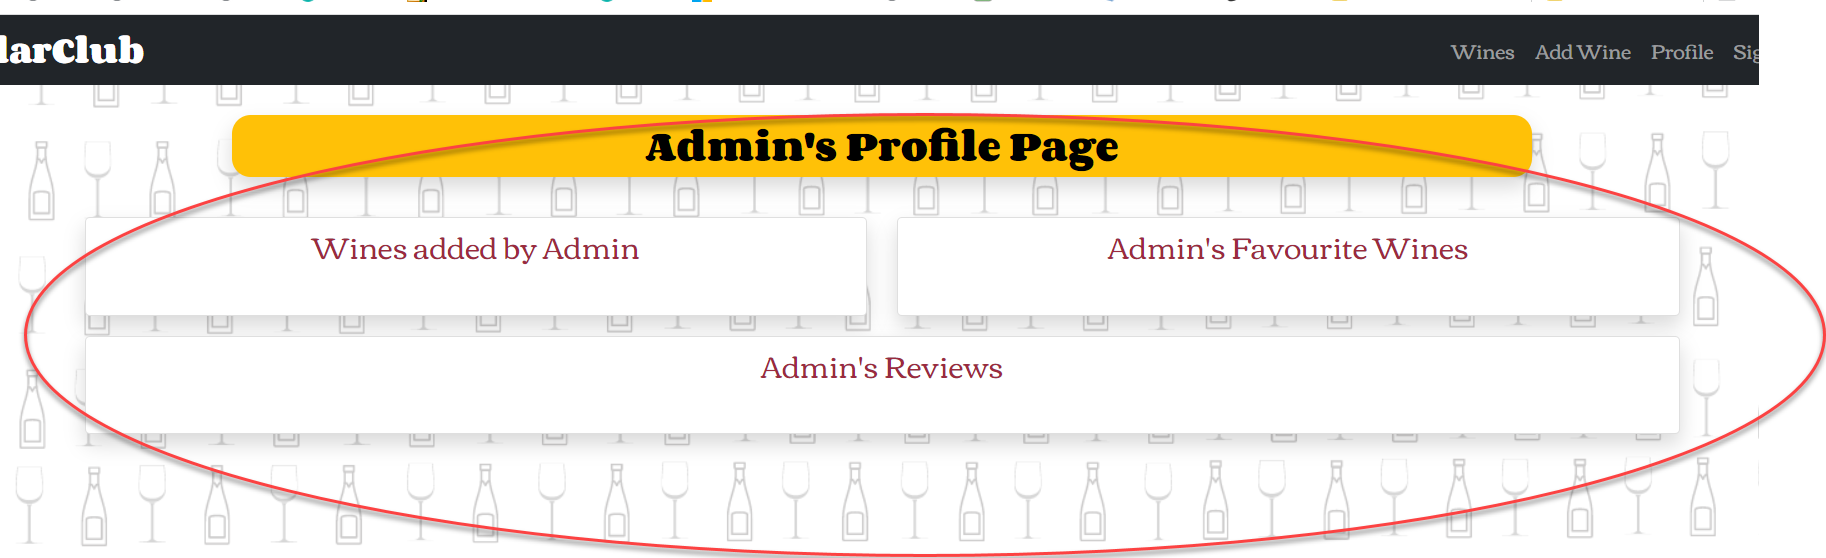 larClub
Wines Add Wine Profile Sig
Admin's Profile Page
Wines added by Admin
Admin's Favourite Wines
Admin's Reviews